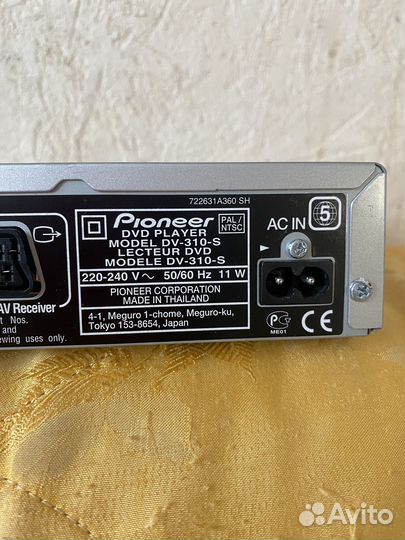 722631A360 SH
Pioneer
PAL/
NTSC
DVD PLAYER
MODEL DV-310-S
LECTEUR DVD
MODELE DV-310-S
220-240 V ~ 50/60 Hz 11 W
PIONEER CORPORATION
MADE IN THAILAND
4-1, Meguro 1-chome, Meguro-ku,
Tokyo 153-8654, Japan
AC IN
5
AV Receiver
t Nos.
and
ewing uses only.
ME01
CE
Avito